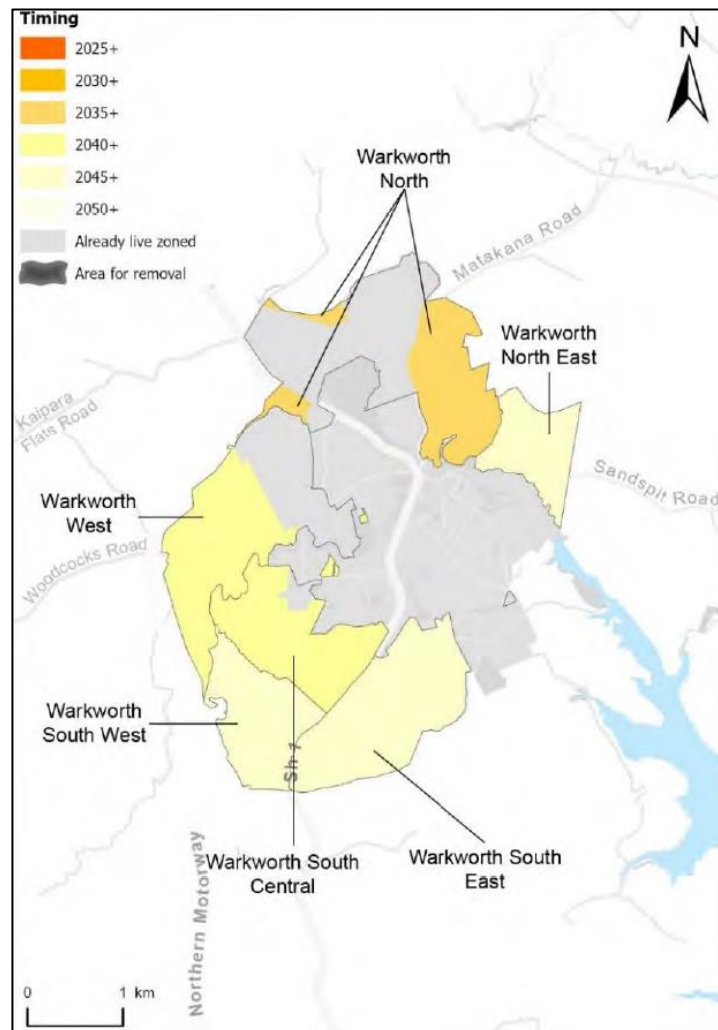 Timing
2025+
2030+
2035+
2040+
2045+
2050+
Already live zoned
Area for removal
N
Warkworth
North
Matakana Road
Warkworth
North East
Kaipara
Flats Road
Sandspit Road
Warkworth
West
Woodcocks Road
Warkworth
South West
Sh 1
Warkworth South
Central
Warkworth South
East
Northern Motorway
0 1 km